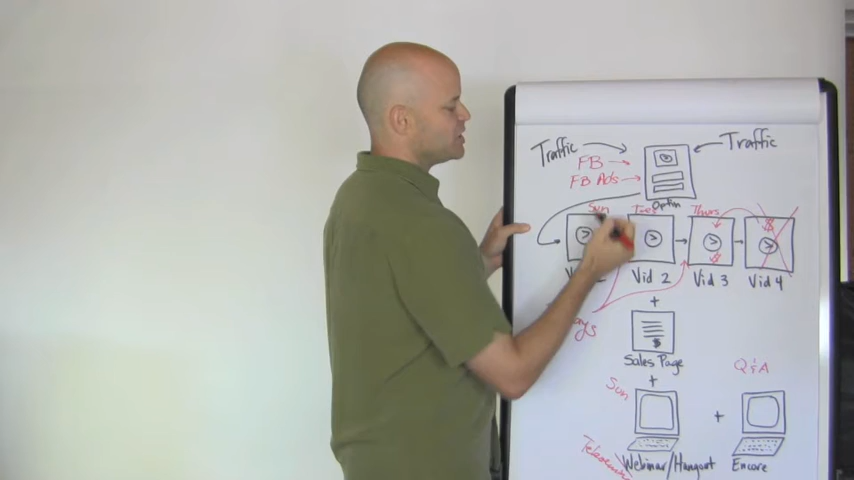 Traffic
Traffic
FB
FB Ads
Optin
Sun
Tues
Thurs
$
$
Vid 2
Vid 3
Vid 4
+
$
Sales Page
Q&A
+
Sun
+
Webinar/Hangout
Encore